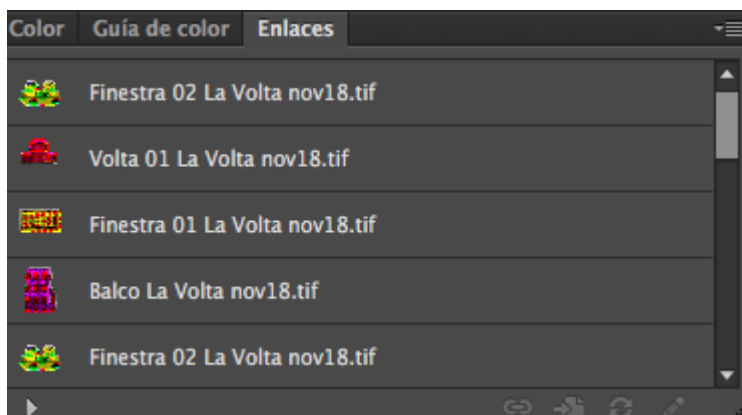 Color Guía de color Enlaces
Finestra 02 La Volta nov18.tif
Volta 01 La Volta nov18.tif
Finestra 01 La Volta nov18.tif
Balco La Volta nov18.tif
Finestra 02 La Volta nov18.tif